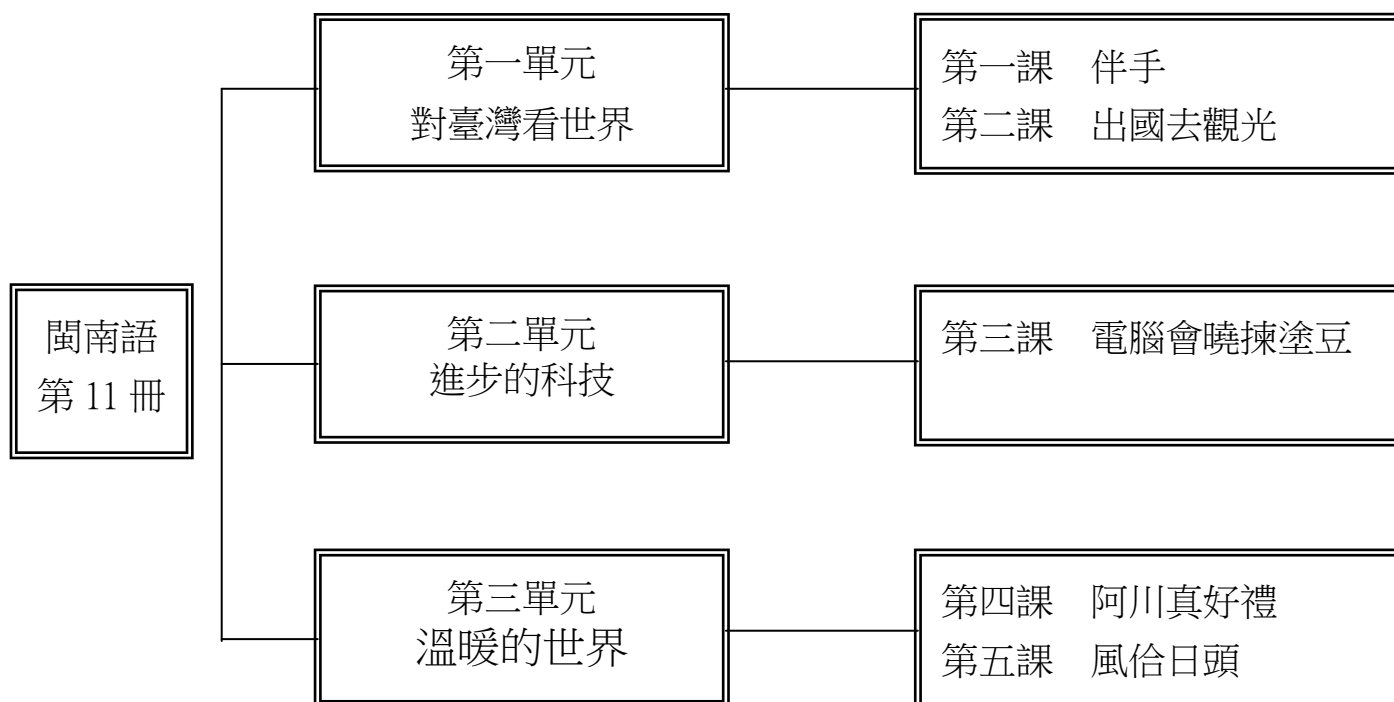 閩南語
第 11 冊
第一單元
對臺灣看世界
第一課　伴手
第二課　出國去觀光
第二單元
進步的科技
第三課　電腦會曉揀塗豆
第三單元
溫暖的世界
第四課　阿川真好禮
第五課　風佮日頭